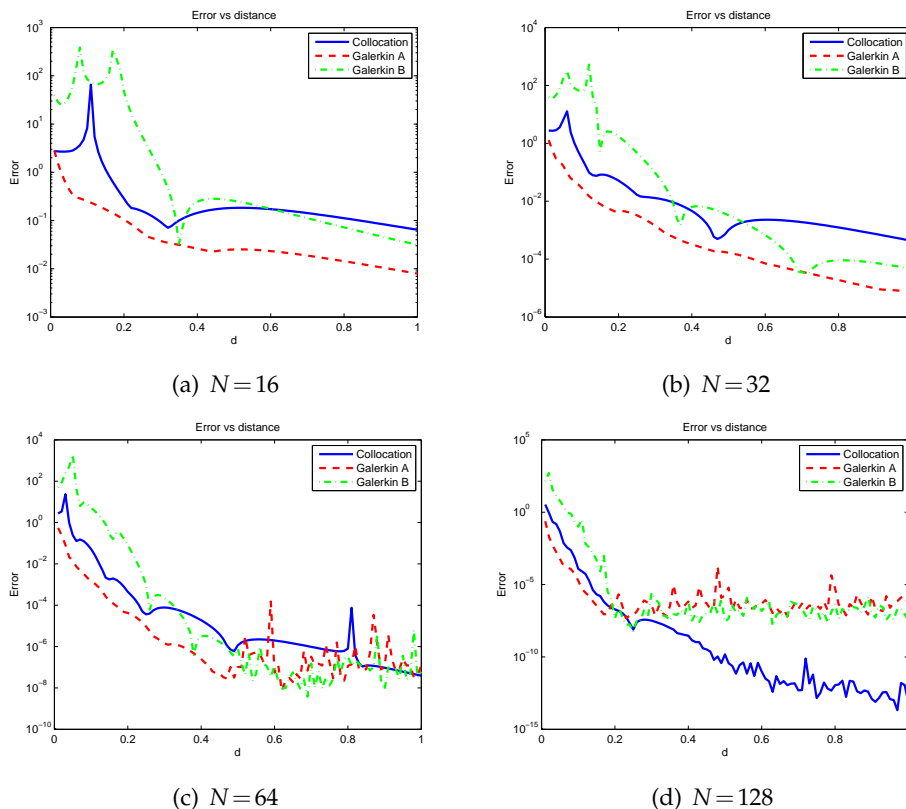 Error vs distance
Collocation
Galerkin A
Galerkin B
Error
10^3
10^2
10^1
10^0
10^−1
10^−2
10^−3
0 0.2 0.4 0.6 0.8 1
d
(a) N=16
Error vs distance
Collocation
Galerkin A
Galerkin B
Error
10^4
10^2
10^0
10^−2
10^−4
10^−6
0 0.2 0.4 0.6 0.8
d
(b) N=32
Error vs distance
Collocation
Galerkin A
Galerkin B
Error
10^4
10^2
10^0
10^−2
10^−4
10^−6
10^−8
10^−10
0 0.2 0.4 0.6 0.8 1
d
(c) N=64
Error vs distance
Collocation
Galerkin A
Galerkin B
Error
10^5
10^0
10^−5
10^−10
10^−15
0 0.2 0.4 0.6 0.8
d
(d) N=128